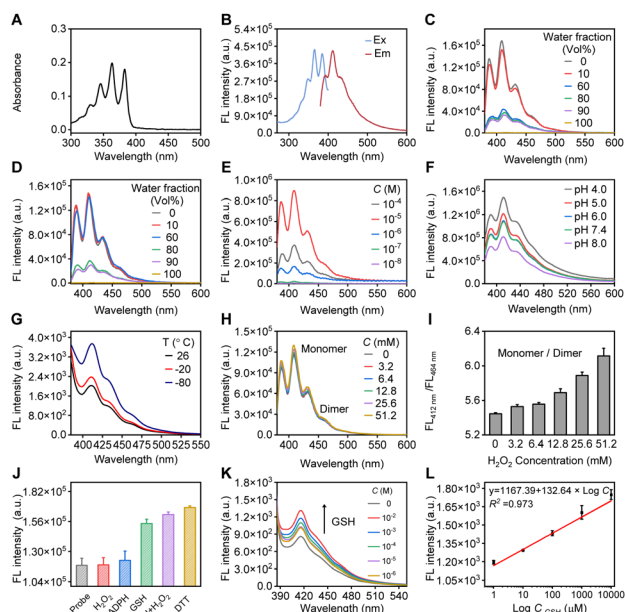 A
Absorbance
0.3
0.2
0.1
0.0
300 350 400 450 500
Wavelength (nm)
B
FL intensity (a.u.)
5.4×10⁵
4.5×10⁵
3.6×10⁵
2.7×10⁵
1.8×10⁵
9.0×10⁴
0.0
Ex
Em
300 400 500 600
Wavelength (nm)
C
FL intensity (a.u.)
1.6×10⁵
1.2×10⁵
8.0×10⁴
4.0×10⁴
0.0
Water fraction
(Vol%)
0
10
60
80
90
100
400 450 500 550 600
Wavelength (nm)
D
FL intensity (a.u.)
1.6×10⁵
1.2×10⁵
8.0×10⁴
4.0×10⁴
0.0
Water fraction
(Vol%)
0
10
60
80
90
100
400 450 500 550 600
Wavelength (nm)
E
FL intensity (a.u.)
1.0×10⁶
8.0×10⁵
6.0×10⁵
4.0×10⁵
2.0×10⁵
0.0
C (M)
10⁻⁴
10⁻⁵
10⁻⁶
10⁻⁷
10⁻⁸
400 450 500 550 600
Wavelength (nm)
F
FL intensity (a.u.)
2.0×10⁶
1.6×10⁶
1.2×10⁶
8.0×10⁵
4.0×10⁵
0.0
pH 4.0
pH 5.0
pH 6.0
pH 7.4
pH 8.0
400 440 480 520 560 600
Wavelength (nm)
G
FL intensity (a.u.)
4.0×10³
3.2×10³
2.4×10³
1.6×10³
8.0×10²
0.0
T (° C)
26
-20
-80
400 425 450 475 500 525 550
Wavelength (nm)
H
FL intensity (a.u.)
1.5×10⁵
1.2×10⁵
9.0×10⁴
6.0×10⁴
3.0×10⁴
0.0
Monomer
Dimer
C (mM)
0
3.2
6.4
12.8
25.6
51.2
400 450 500 550 600
Wavelength (nm)
I
FL412 nm /FL464 nm
6.4
6.0
5.6
5.2
Monomer / Dimer
0 3.2 6.4 12.8 25.6 51.2
H₂O₂ Concentration (mM)
J
FL intensity (a.u.)
1.82×10⁵
1.56×10⁵
1.30×10⁵
1.04×10⁵
Probe
H₂O₂
GSH
DTT
K
FL intensity (a.u.)
1.8×10³
1.5×10³
1.2×10³
9.0×10²
6.0×10²
3.0×10²
0.0
GSH
C (M)
0
10⁻²
10⁻³
10⁻⁴
10⁻⁵
10⁻⁶
390 420 450 480 510 540
Wavelength (nm)
L
FL intensity (a.u.)
1.80×10³
1.65×10³
1.50×10³
1.35×10³
1.20×10³
1.05×10³
y=1167.39+132.64 × Log C
R² =0.973
1 10 100 1000 10000